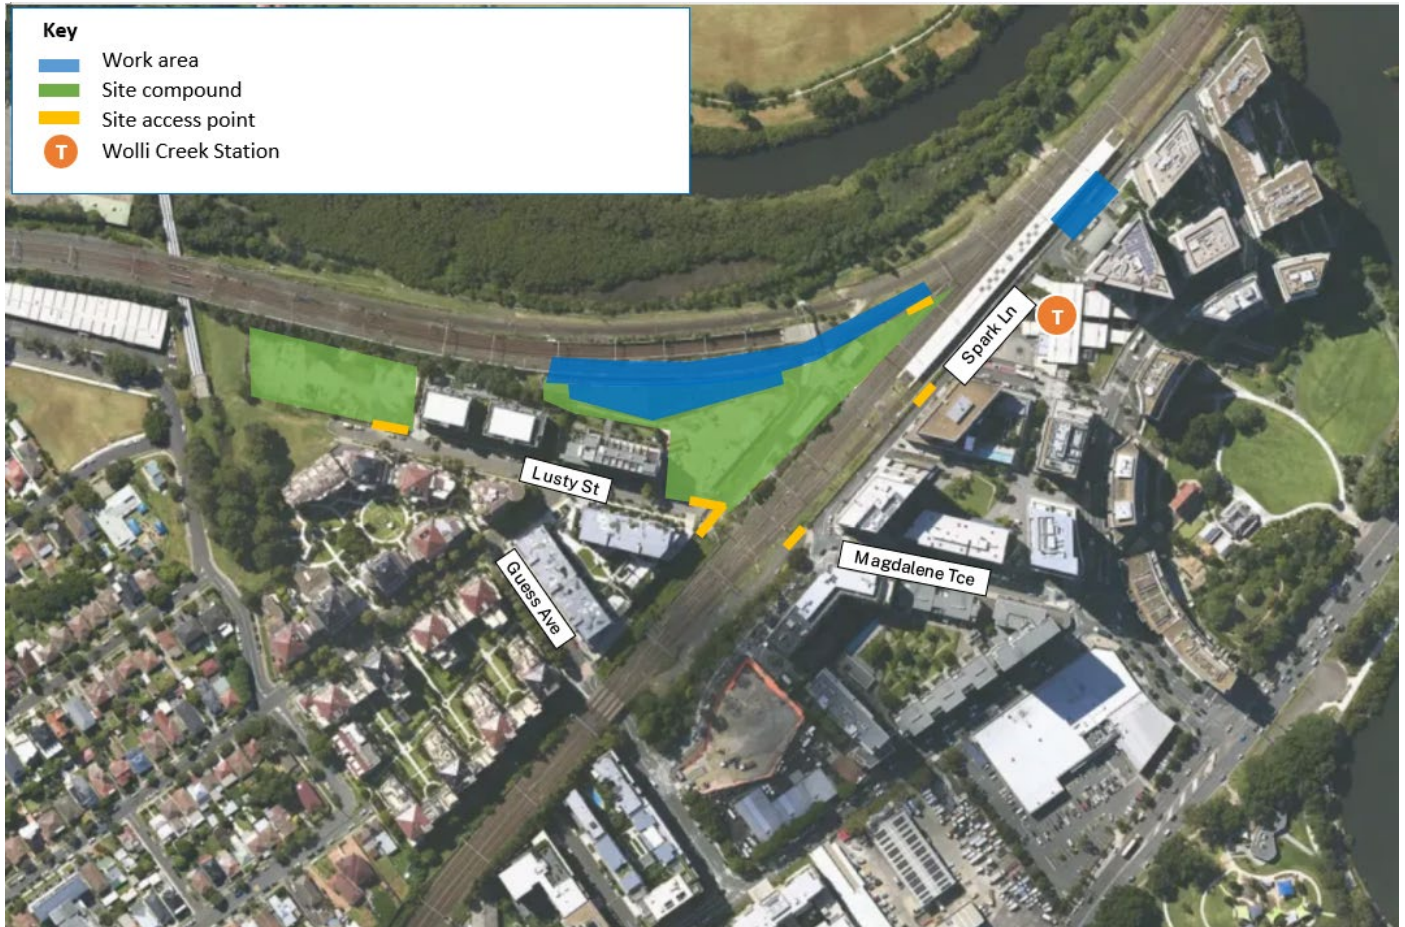 Key
Work area
Site compound
Site access point
T Wolli Creek Station
T
Spark Ln
Lusty St
Magdalene Tce
Guess Ave